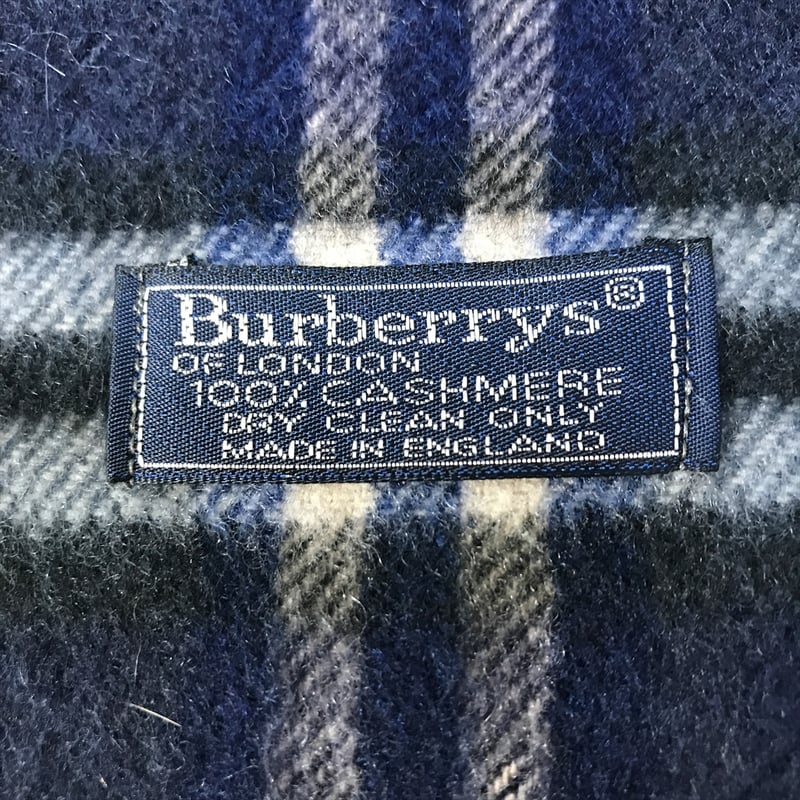 Burberrys®
OF LONDON
100% CASHMERE
DRY CLEAN ONLY
MADE IN ENGLAND